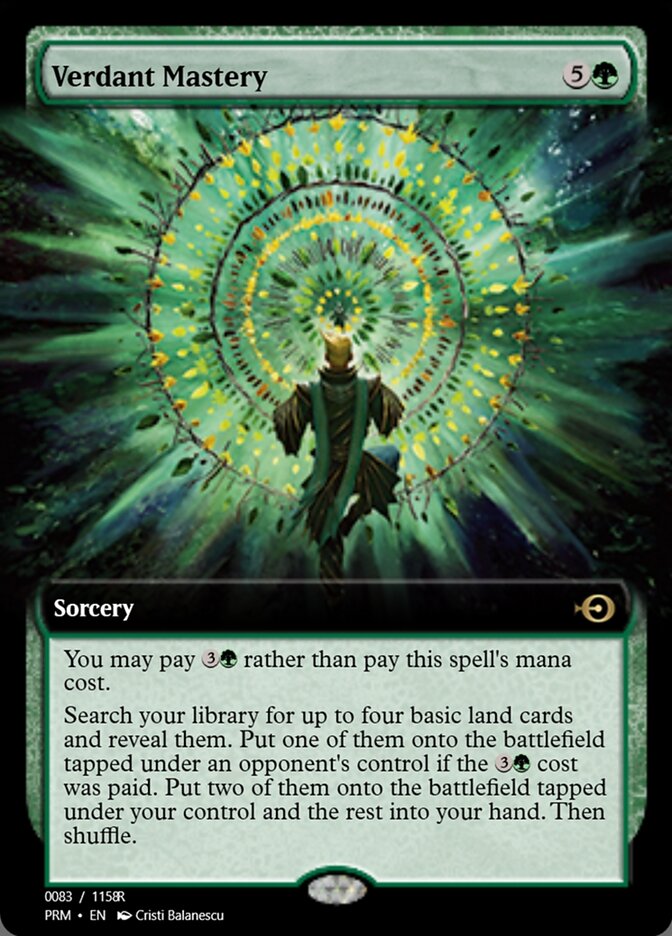 Verdant Mastery
5
Sorcery
You may pay 3 rather than pay this spell's mana
cost.
Search your library for up to four basic land cards
and reveal them. Put one of them onto the battlefield
tapped under an opponent's control if the 3 cost
was paid. Put two of them onto the battlefield tapped
under your control and the rest into your hand. Then
shuffle.
0083 / 1158R
PRM • EN Cristi Balanescu